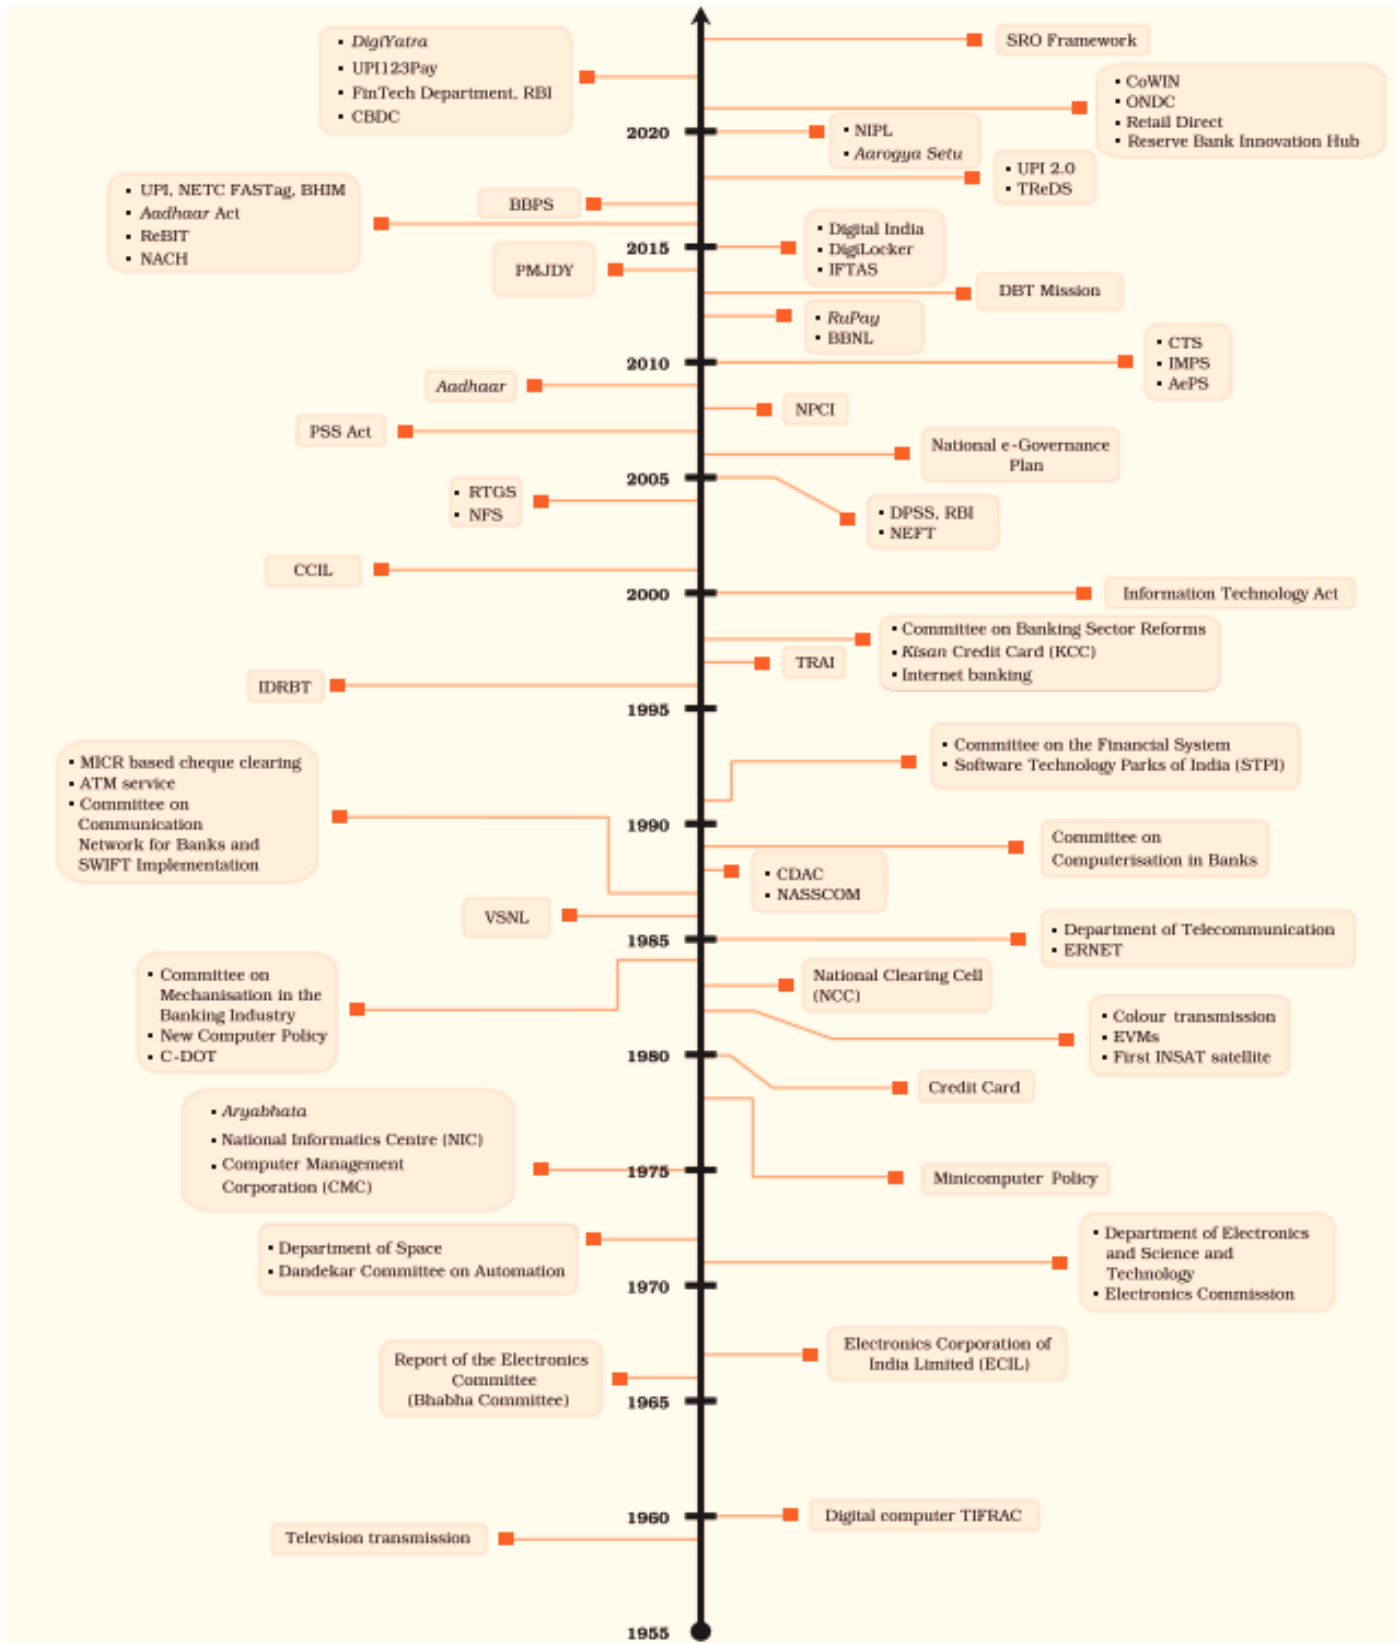 SRO Framework
▪ DigiYatra
▪ UPI123Pay
▪ FinTech Department, RBI
▪ CBDC
▪ CoWIN
▪ ONDC
▪ Retail Direct
▪ Reserve Bank Innovation Hub
2020
▪ NIPL
▪ Aarogya Setu
▪ UPI 2.0
▪ TReDS
▪ UPI, NETC FASTag, BHIM
▪ Aadhaar Act
▪ ReBIT
▪ NACH
BBPS
2015
▪ Digital India
▪ DigiLocker
▪ IFTAS
PMJDY
DBT Mission
▪ RuPay
▪ BBNL
2010
▪ CTS
▪ IMPS
▪ AePS
Aadhaar
NPCI
PSS Act
National e-Governance
Plan
2005
▪ RTGS
▪ NFS
▪ DPSS, RBI
▪ NEFT
CCIL
2000
Information Technology Act
▪ Committee on Banking Sector Reforms
▪ Kisan Credit Card (KCC)
▪ Internet banking
TRAI
IDRBT
1995
▪ Committee on the Financial System
▪ Software Technology Parks of India (STPI)
▪ MICR based cheque clearing
▪ ATM service
▪ Committee on
Communication
Network for Banks and
SWIFT Implementation
1990
Committee on
Computerisation in Banks
▪ CDAC
▪ NASSCOM
VSNL
1985
▪ Department of Telecommunication
▪ ERNET
▪ Committee on
Mechanisation in the
Banking Industry
▪ New Computer Policy
▪ C-DOT
National Clearing Cell
(NCC)
▪ Colour transmission
▪ EVMs
▪ First INSAT satellite
1980
Credit Card
▪ Aryabhata
▪ National Informatics Centre (NIC)
▪ Computer Management
Corporation (CMC)
1975
Minicomputer Policy
▪ Department of Space
▪ Dandekar Committee on Automation
▪ Department of Electronics
and Science and
Technology
▪ Electronics Commission
1970
Electronics Corporation of
India Limited (ECIL)
Report of the Electronics
Committee
(Bhabha Committee)
1965
1960
Digital computer TIFRAC
Television transmission
1955